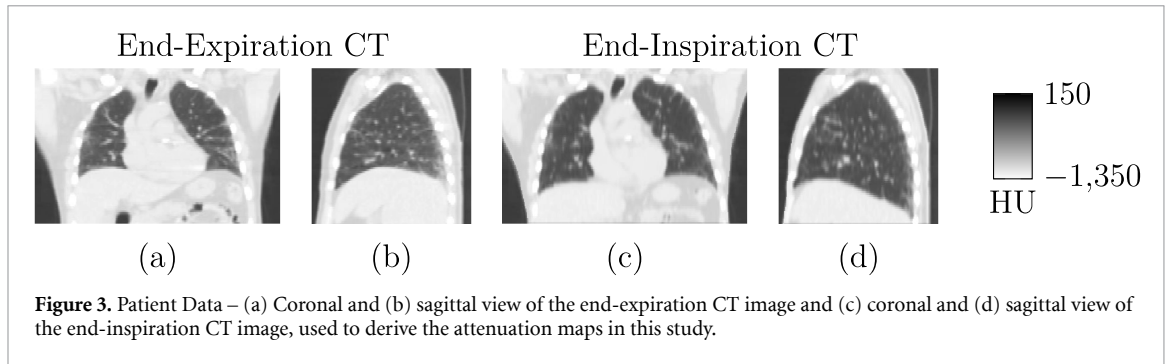 End-Expiration CT
End-Inspiration CT
150
−1,350
HU
(a)
(b)
(c)
(d)
Figure 3. Patient Data – (a) Coronal and (b) sagittal view of the end-expiration CT image and (c) coronal and (d) sagittal view of
the end-inspiration CT image, used to derive the attenuation maps in this study.